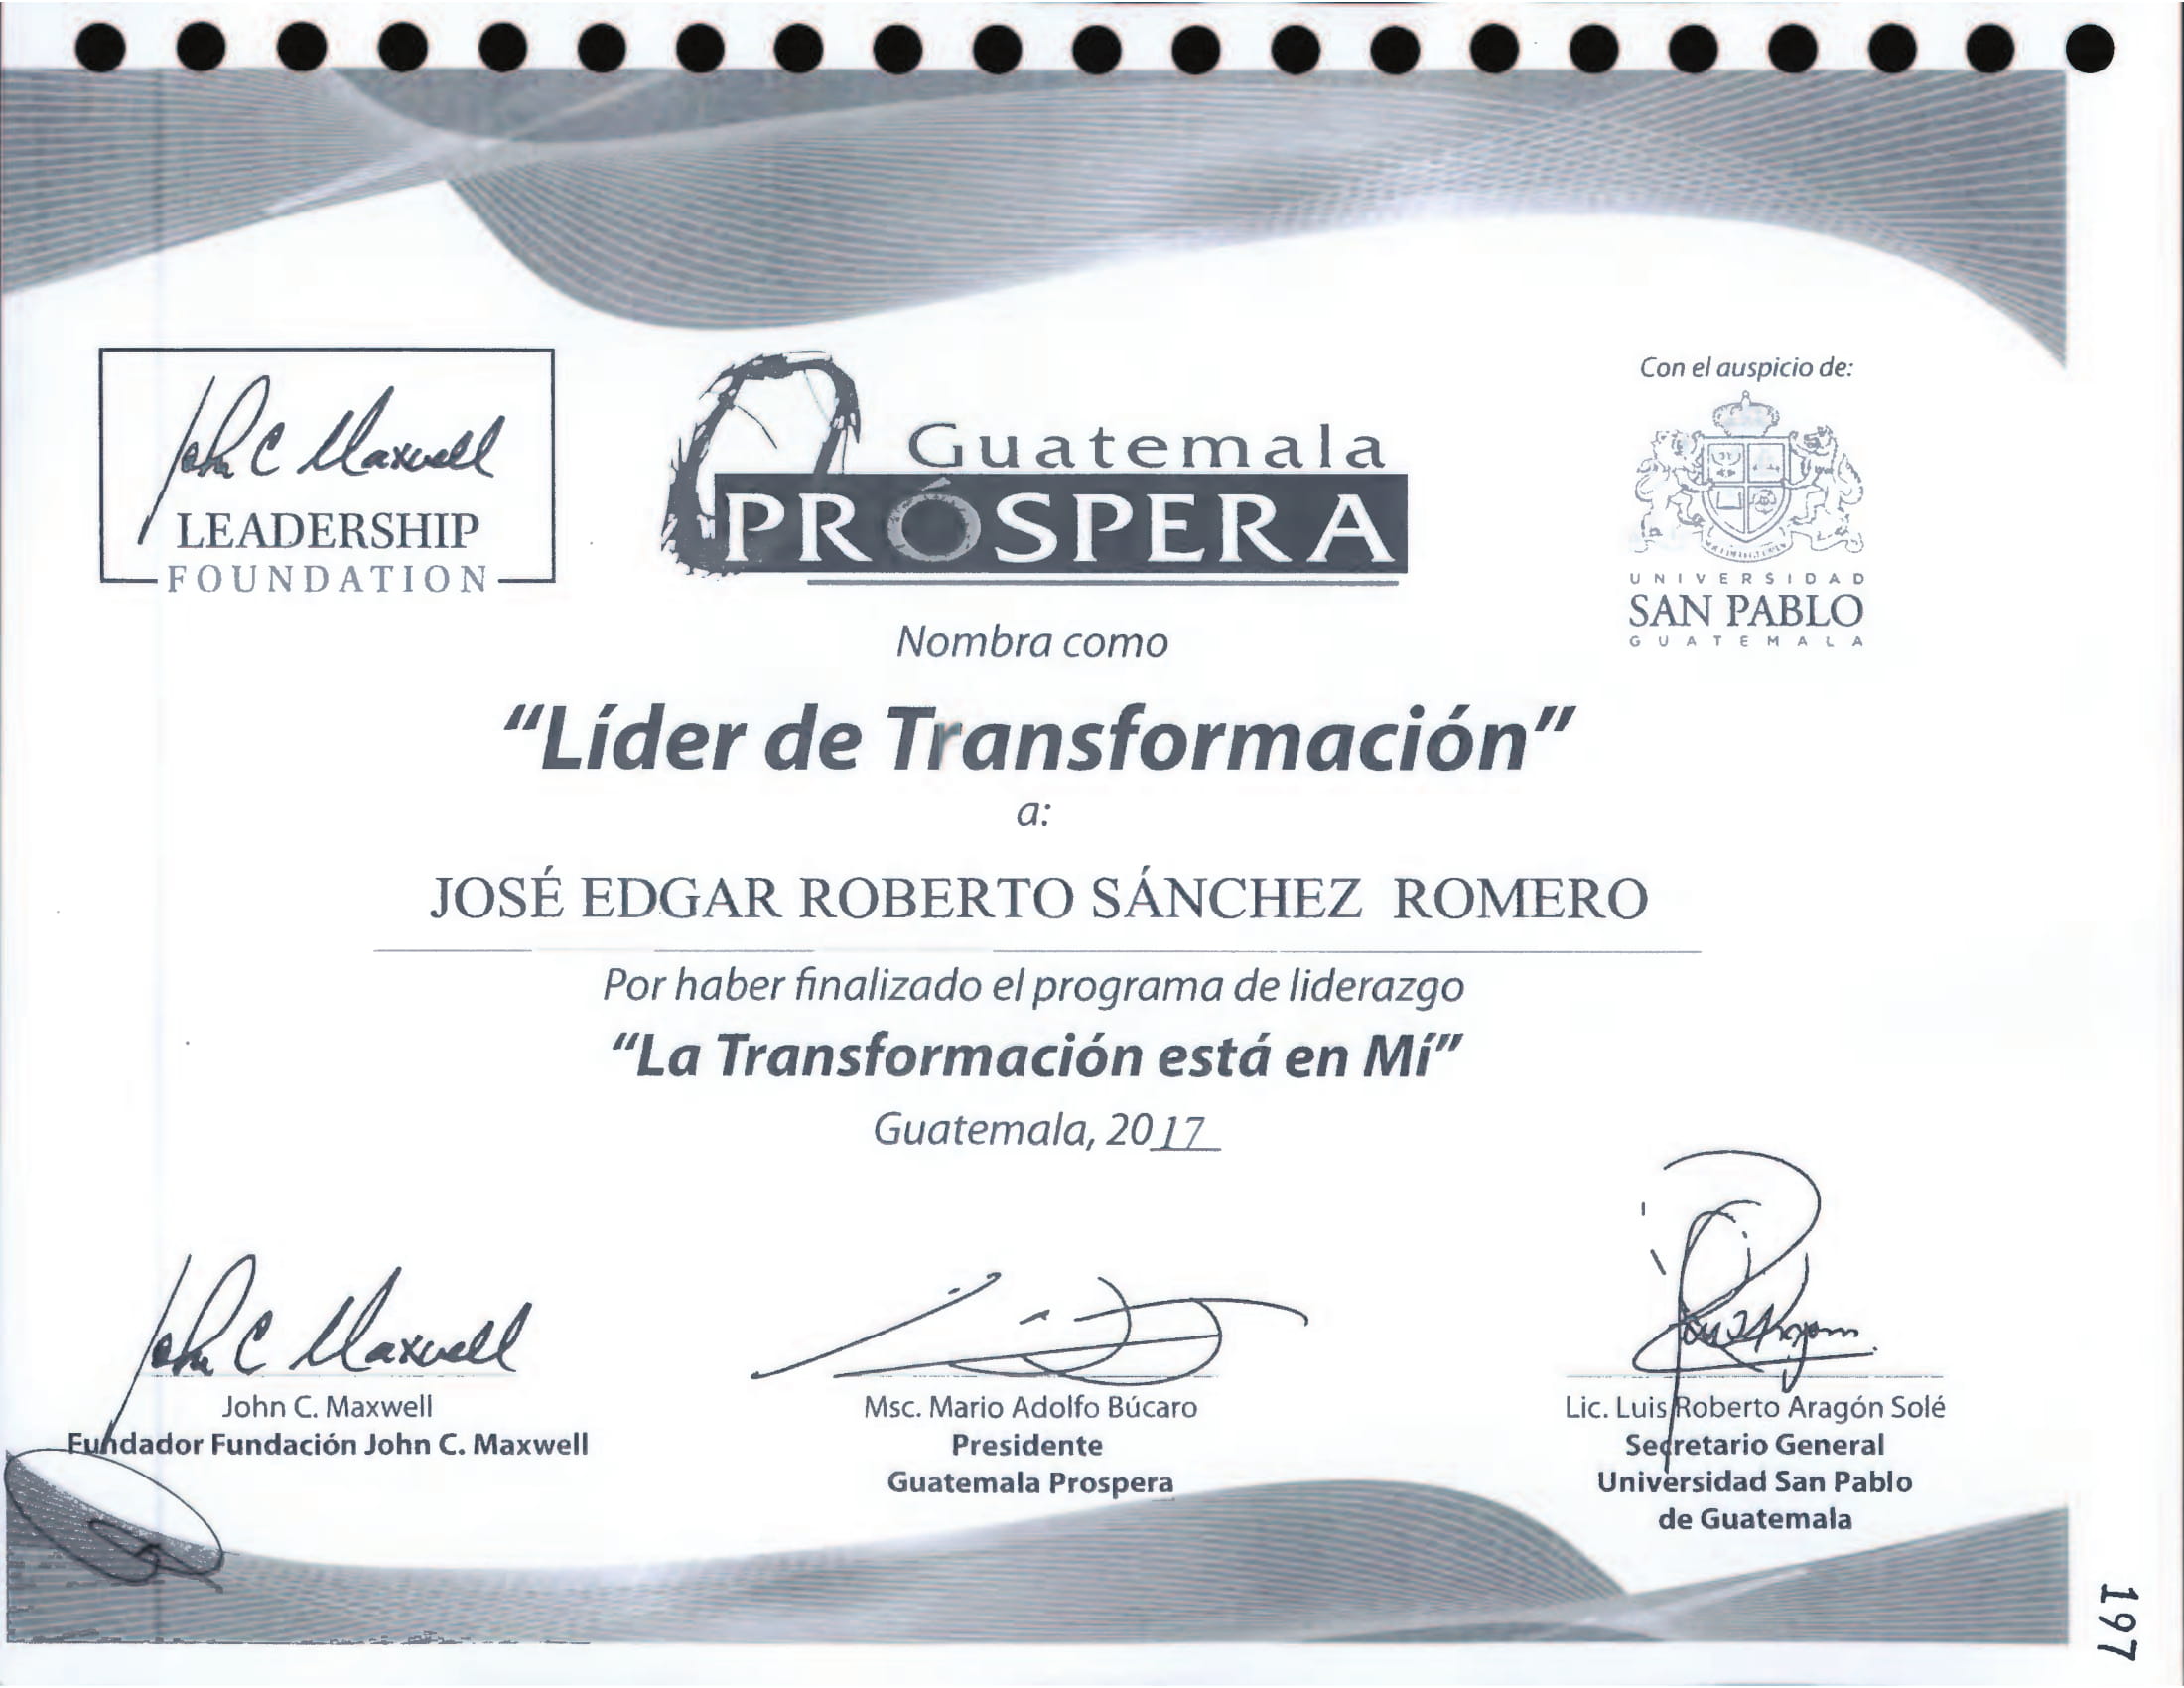 John C Maxwell
LEADERSHIP
FOUNDATION
Guatemala
PRÓSPERA
Con el auspicio de:
UNIVERSIDAD
SAN PABLO
GUATEMALA
Nombra como
“Líder de Transformación”
a:
JOSÉ EDGAR ROBERTO SÁNCHEZ ROMERO
Por haber finalizado el programa de liderazgo
“La Transformación está en Mí”
Guatemala, 2017
John C Maxwell
John C. Maxwell
Fundador Fundación John C. Maxwell
Msc. Mario Adolfo Búcaro
Presidente
Guatemala Prospera
Lic. Luis Roberto Aragón Solé
Secretario General
Universidad San Pablo
de Guatemala
197